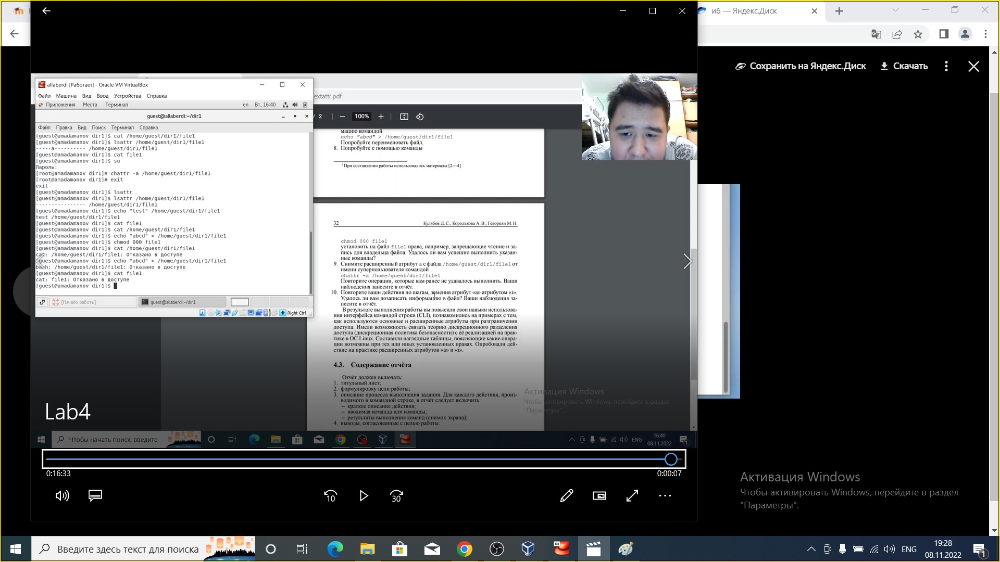 иб — Яндекс.Диск
Сохранить на Яндекс.Диск
Скачать
allaberdi [Работает] - Oracle VM VirtualBox
Файл Машина Вид Ввод Устройства Справка
Приложения Места Терминал en Вт, 16:40
guest@allaberdi:~/dir1
Файл Правка Вид Поиск Терминал Справка
[guest@amadamanov dir1]$ cat /home/guest/dir1/file1
[guest@amadamanov dir1]$ lsattr /home/guest/dir1/file1
-----a---------- /home/guest/dir1/file1
[guest@amadamanov dir1]$ cat file1
[guest@amadamanov dir1]$ su
Пароль:
[root@amadamanov dir1]# chattr -a /home/guest/dir1/file1
[root@amadamanov dir1]# exit
exit
[guest@amadamanov dir1]$ lsattr
[guest@amadamanov dir1]$ lsattr /home/guest/dir1/file1
---------------- /home/guest/dir1/file1
[guest@amadamanov dir1]$ echo "test" /home/guest/dir1/file1
test /home/guest/dir1/file1
[guest@amadamanov dir1]$ cat file1
[guest@amadamanov dir1]$ cat /home/guest/dir1/file1
[guest@amadamanov dir1]$ echo "abcd" > /home/guest/dir1/file1
[guest@amadamanov dir1]$ chmod 000 file1
[guest@amadamanov dir1]$ cat /home/guest/dir1/file1
cat: /home/guest/dir1/file1: Отказано в доступе
[guest@amadamanov dir1]$ echo "abcd" > /home/guest/dir1/file1
bash: /home/guest/dir1/file1: Отказано в доступе
[guest@amadamanov dir1]$ cat file1
cat: file1: Отказано в доступе
[guest@amadamanov dir1]$
[Начало работы] guest@allaberdi:~/dir1
Right Ctrl
extattr.pdf
/ 2 100%
мацию командой
echo "abcd" > /home/guest/dir1/file1
Попробуйте переименовать файл.
8. Попробуйте с помощью команды
1При составлении работы использовались материалы [2—4].
32 Кулябов Д. С., Королькова А. В., Геворкян М. Н.
chmod 000 file1
установить на файл file1 права, например, запрещающие чтение и за-
пись для владельца файла. Удалось ли вам успешно выполнить указан-
ные команды?
9. Снимите расширенный атрибут a с файла /home/guest/dir1/file1 от
имени суперпользователя командой
chattr -a /home/guest/dir1/file1
Повторите операции, которые вам ранее не удавалось выполнить. Ваши
наблюдения занесите в отчёт.
10. Повторите ваши действия по шагам, заменив атрибут «a» атрибутом «i».
Удалось ли вам дозаписать информацию в файл? Ваши наблюдения за-
несите в отчёт.
В результате выполнения работы вы повысили свои навыки использова-
ния интерфейса командой строки (CLI), познакомились на примерах с тем,
как используются основные и расширенные атрибуты при разграничении
доступа. Имели возможность связать теорию дискреционного разделения
доступа (дискреционная политика безопасности) с её реализацией на прак-
тике в ОС Linux. Составили наглядные таблицы, поясняющие какие опера-
ции возможны при тех или иных установленных правах. Опробовали дей-
ствие на практике расширенных атрибутов «а» и «i».
4.3. Содержание отчёта
Отчёт должен включать:
1. титульный лист;
2. формулировку цели работы;
3. описание процесса выполнения задания. Для каждого действия, произ-
водимого в командной строке, в отчёт следует включить:
– краткое описание действия;
– вводимая команда или команды;
– результаты выполнения команд (снимок экрана);
4. выводы, согласованные с целью работы.
Активация Windows
Чтобы активировать Windows, перейдите в раздел
"Параметры".
Lab4
Чтобы начать поиск, введите
ENG
16:40
08.11.2022
1
0:16:33
0:00:07
10
30
Активация Windows
Чтобы активировать Windows, перейдите в раздел
"Параметры".
Введите здесь текст для поиска
64
ENG
19:28
08.11.2022
1